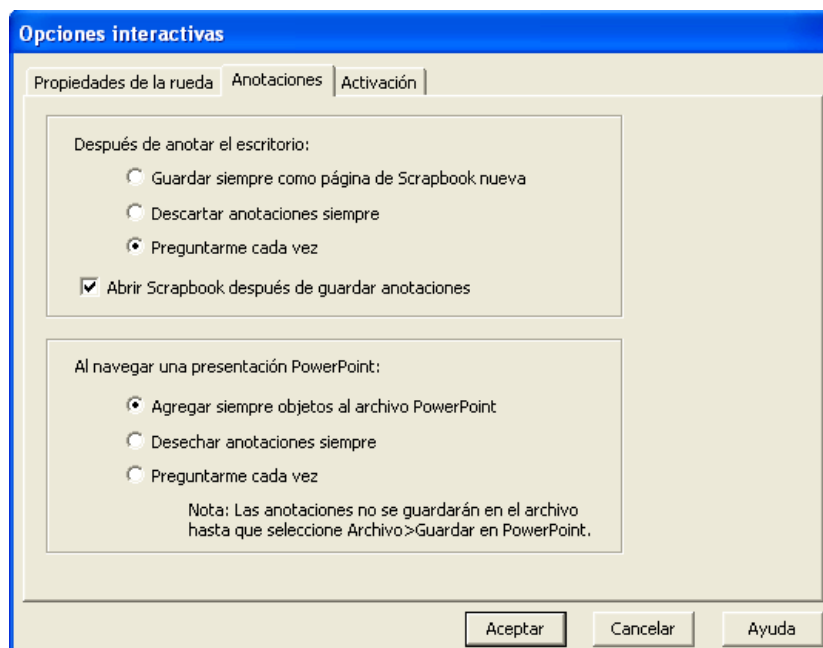 Opciones interactivas
Propiedades de la rueda
Anotaciones
Activación
Después de anotar el escritorio:
Guardar siempre como página de Scrapbook nueva
Descartar anotaciones siempre
Preguntarme cada vez
Abrir Scrapbook después de guardar anotaciones
Al navegar una presentación PowerPoint:
Agregar siempre objetos al archivo PowerPoint
Desechar anotaciones siempre
Preguntarme cada vez
Nota: Las anotaciones no se guardarán en el archivo
hasta que seleccione Archivo>Guardar en PowerPoint.
Aceptar
Cancelar
Ayuda